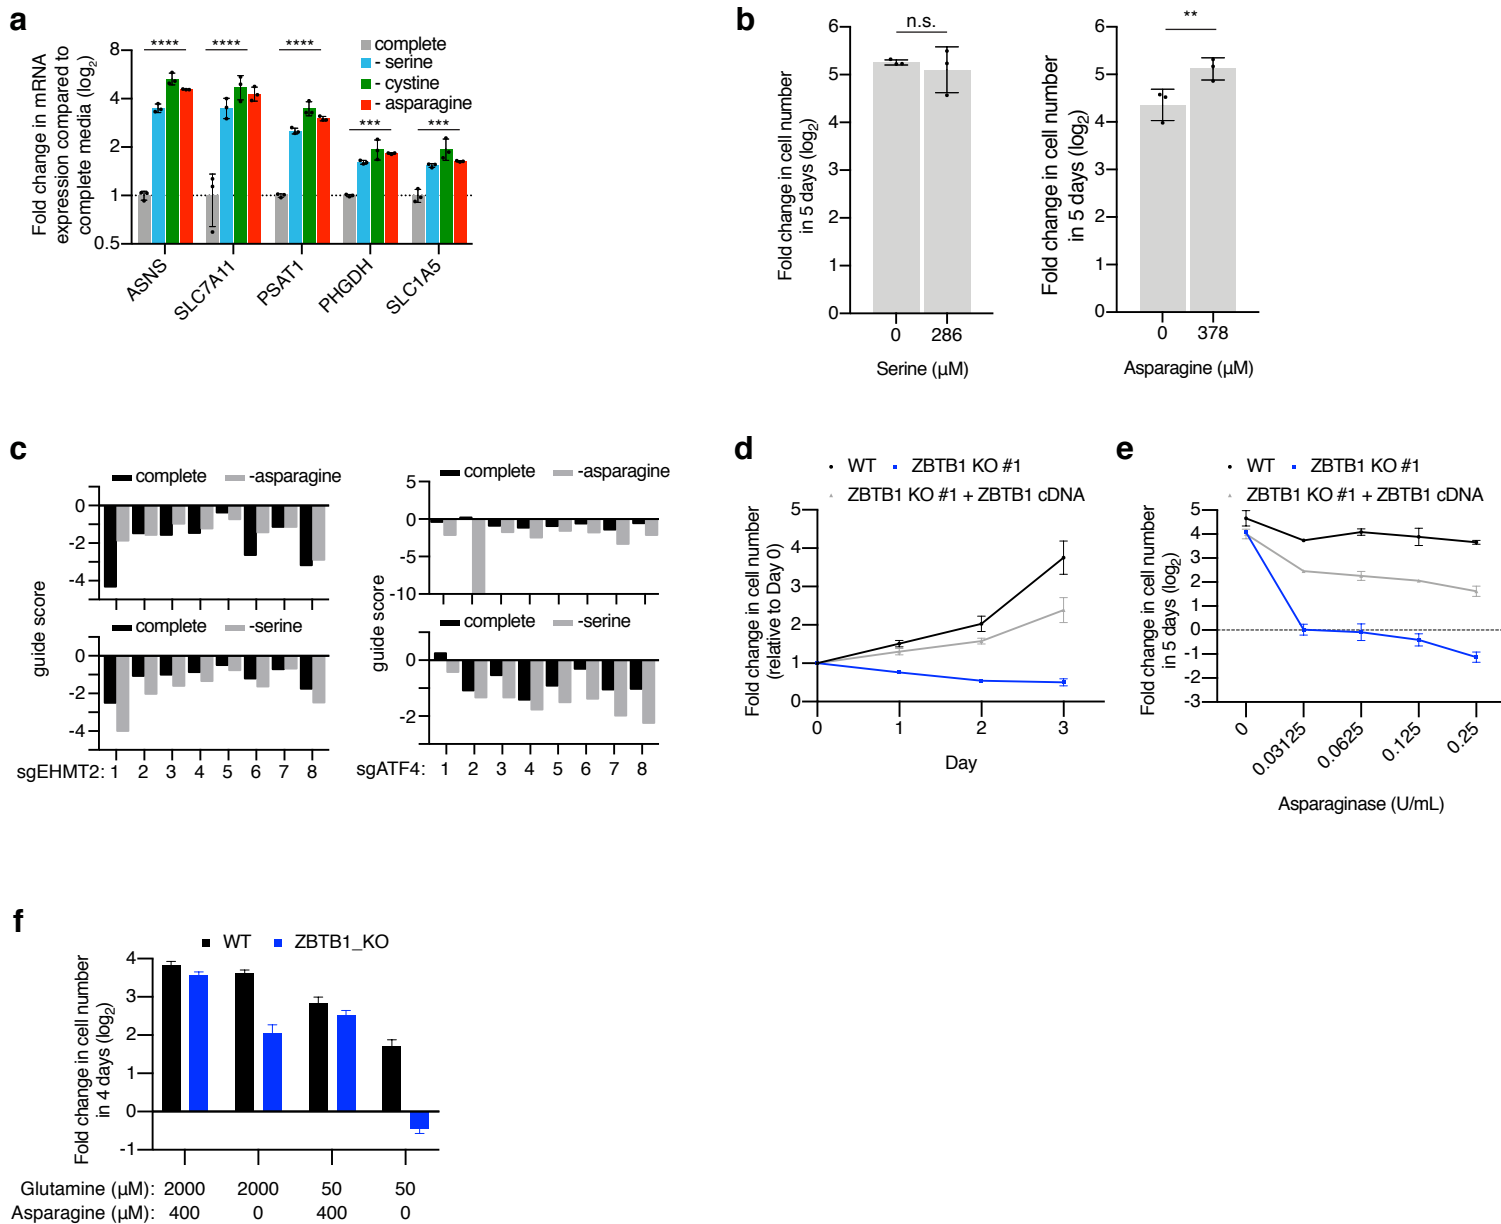 a
Fold change in mRNA
expression compared to
complete media (log2)
8
4
2
1
0.5
****
****
****
***
***
complete
- serine
- cystine
- asparagine
ASNS
SLC7A11
PSAT1
PHGDH
SLC1A5
b
Fold change in cell number
in 5 days (log2)
6
5
4
3
2
1
0
n.s.
0 286
Serine (µM)
Fold change in cell number
in 5 days (log2)
6
5
4
3
2
1
0
**
0 378
Asparagine (µM)
c
guide score
complete -asparagine
0
-2
-4
complete -serine
0
-2
-4
sgEHMT2: 1 2 3 4 5 6 7 8
guide score
complete -asparagine
5
0
-5
-10
complete -serine
0
-2
sgATF4: 1 2 3 4 5 6 7 8
d
WT ZBTB1 KO #1
ZBTB1 KO #1 + ZBTB1 cDNA
Fold change in cell number
(relative to Day 0)
5
4
3
2
1
0
0 1 2 3
Day
e
WT ZBTB1 KO #1
ZBTB1 KO #1 + ZBTB1 cDNA
Fold change in cell number
in 5 days (log2)
5
4
3
2
1
0
-1
-2
-3
0
0.03125
0.0625
0.125
0.25
Asparaginase (U/mL)
f
WT ZBTB1_KO
Fold change in cell number
in 4 days (log2)
4
3
2
1
0
-1
Glutamine (µM): 2000 2000 50 50
Asparagine (µM): 400 0 400 0